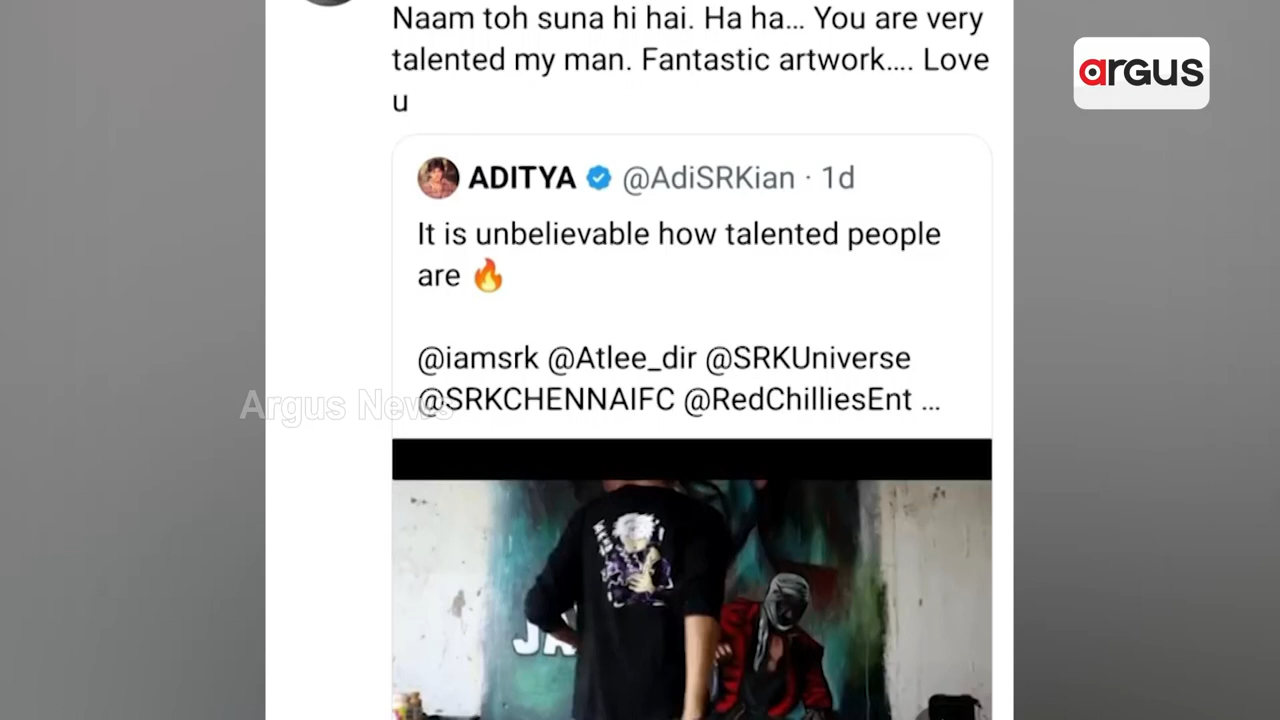 Naam toh suna hi hai. Ha ha... You are very
talented my man. Fantastic artwork.... Love
u
argus
ADITYA @AdiSRKian · 1d
It is unbelievable how talented people
are 🔥
@iamsrk @Atlee_dir @SRKUniverse
@SRKCHENNAIFC @RedChilliesEnt ...
Argus News
JA